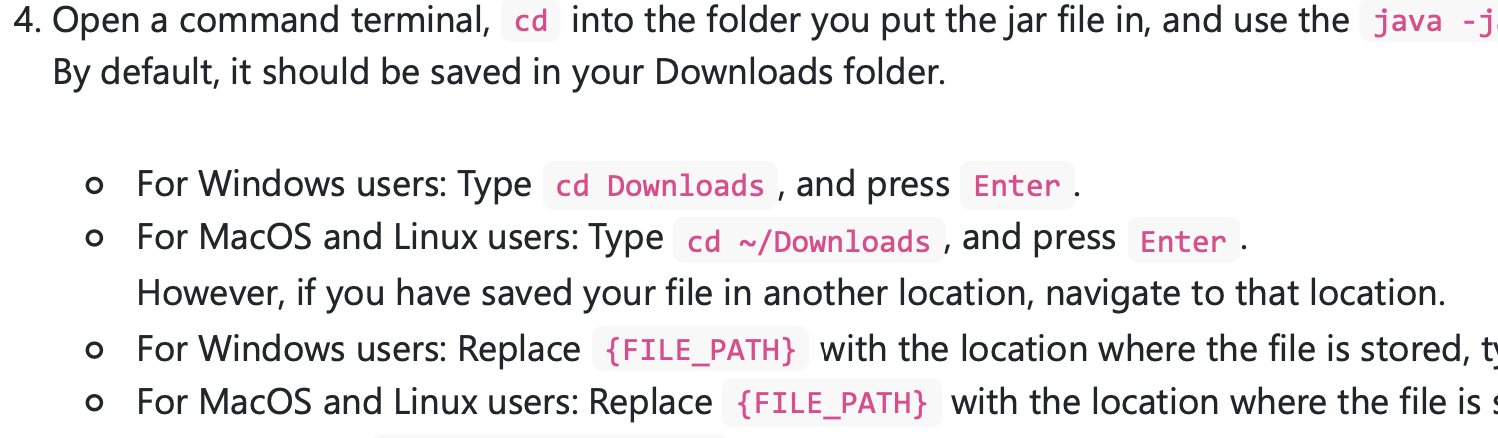 4. Open a command terminal, cd into the folder you put the jar file in, and use the java -j
By default, it should be saved in your Downloads folder.
For Windows users: Type cd Downloads , and press Enter .
For MacOS and Linux users: Type cd ~/Downloads , and press Enter .
However, if you have saved your file in another location, navigate to that location.
For Windows users: Replace {FILE_PATH} with the location where the file is stored,
For MacOS and Linux users: Replace {FILE_PATH} with the location where the file is